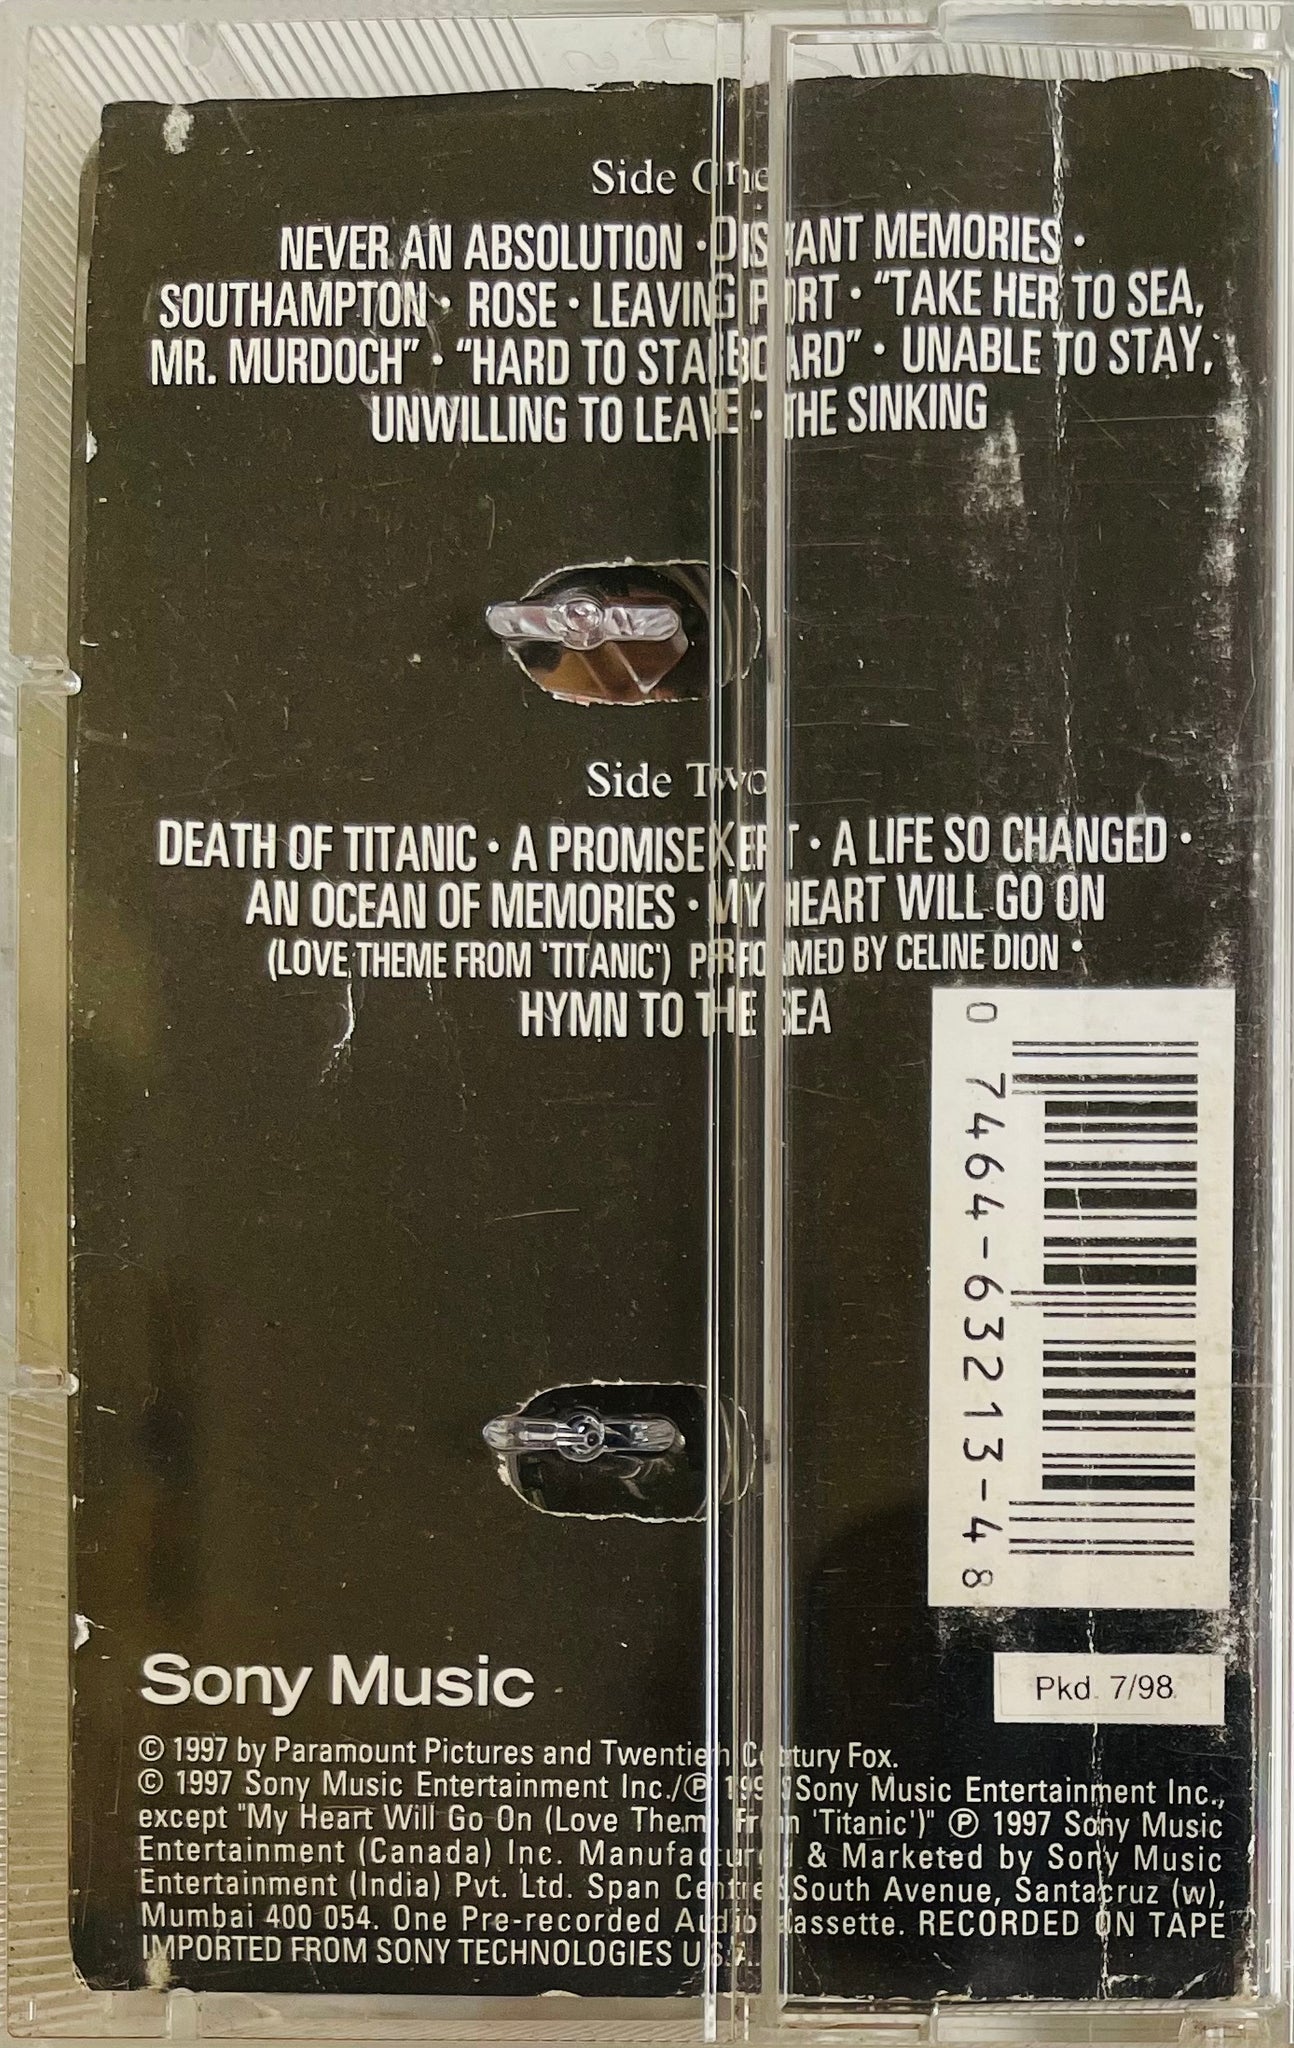 Side One
NEVER AN ABSOLUTION • DISTANT MEMORIES •
SOUTHAMPTON • ROSE • LEAVING PORT • “TAKE HER TO SEA,
MR. MURDOCH” • “HARD TO STARBOARD” • UNABLE TO STAY,
UNWILLING TO LEAVE • THE SINKING
Side Two
DEATH OF TITANIC • A PROMISE KEPT • A LIFE SO CHANGED •
AN OCEAN OF MEMORIES • MY HEART WILL GO ON
(LOVE THEME FROM 'TITANIC') PERFORMED BY CELINE DION •
HYMN TO THE SEA
0 7464-63213-4 8
Sony Music
Pkd. 7/98
© 1997 by Paramount Pictures and Twentieth Century Fox.
© 1997 Sony Music Entertainment Inc./℗ 1997 Sony Music Entertainment Inc.,
except "My Heart Will Go On (Love Theme From 'Titanic')" ℗ 1997 Sony Music
Entertainment (Canada) Inc. Manufactured & Marketed by Sony Music
Entertainment (India) Pvt. Ltd. Span Centre South Avenue, Santacruz (w),
Mumbai 400 054. One Pre-recorded Audio Cassette. RECORDED ON TAPE
IMPORTED FROM SONY TECHNOLOGIES U.S.A.